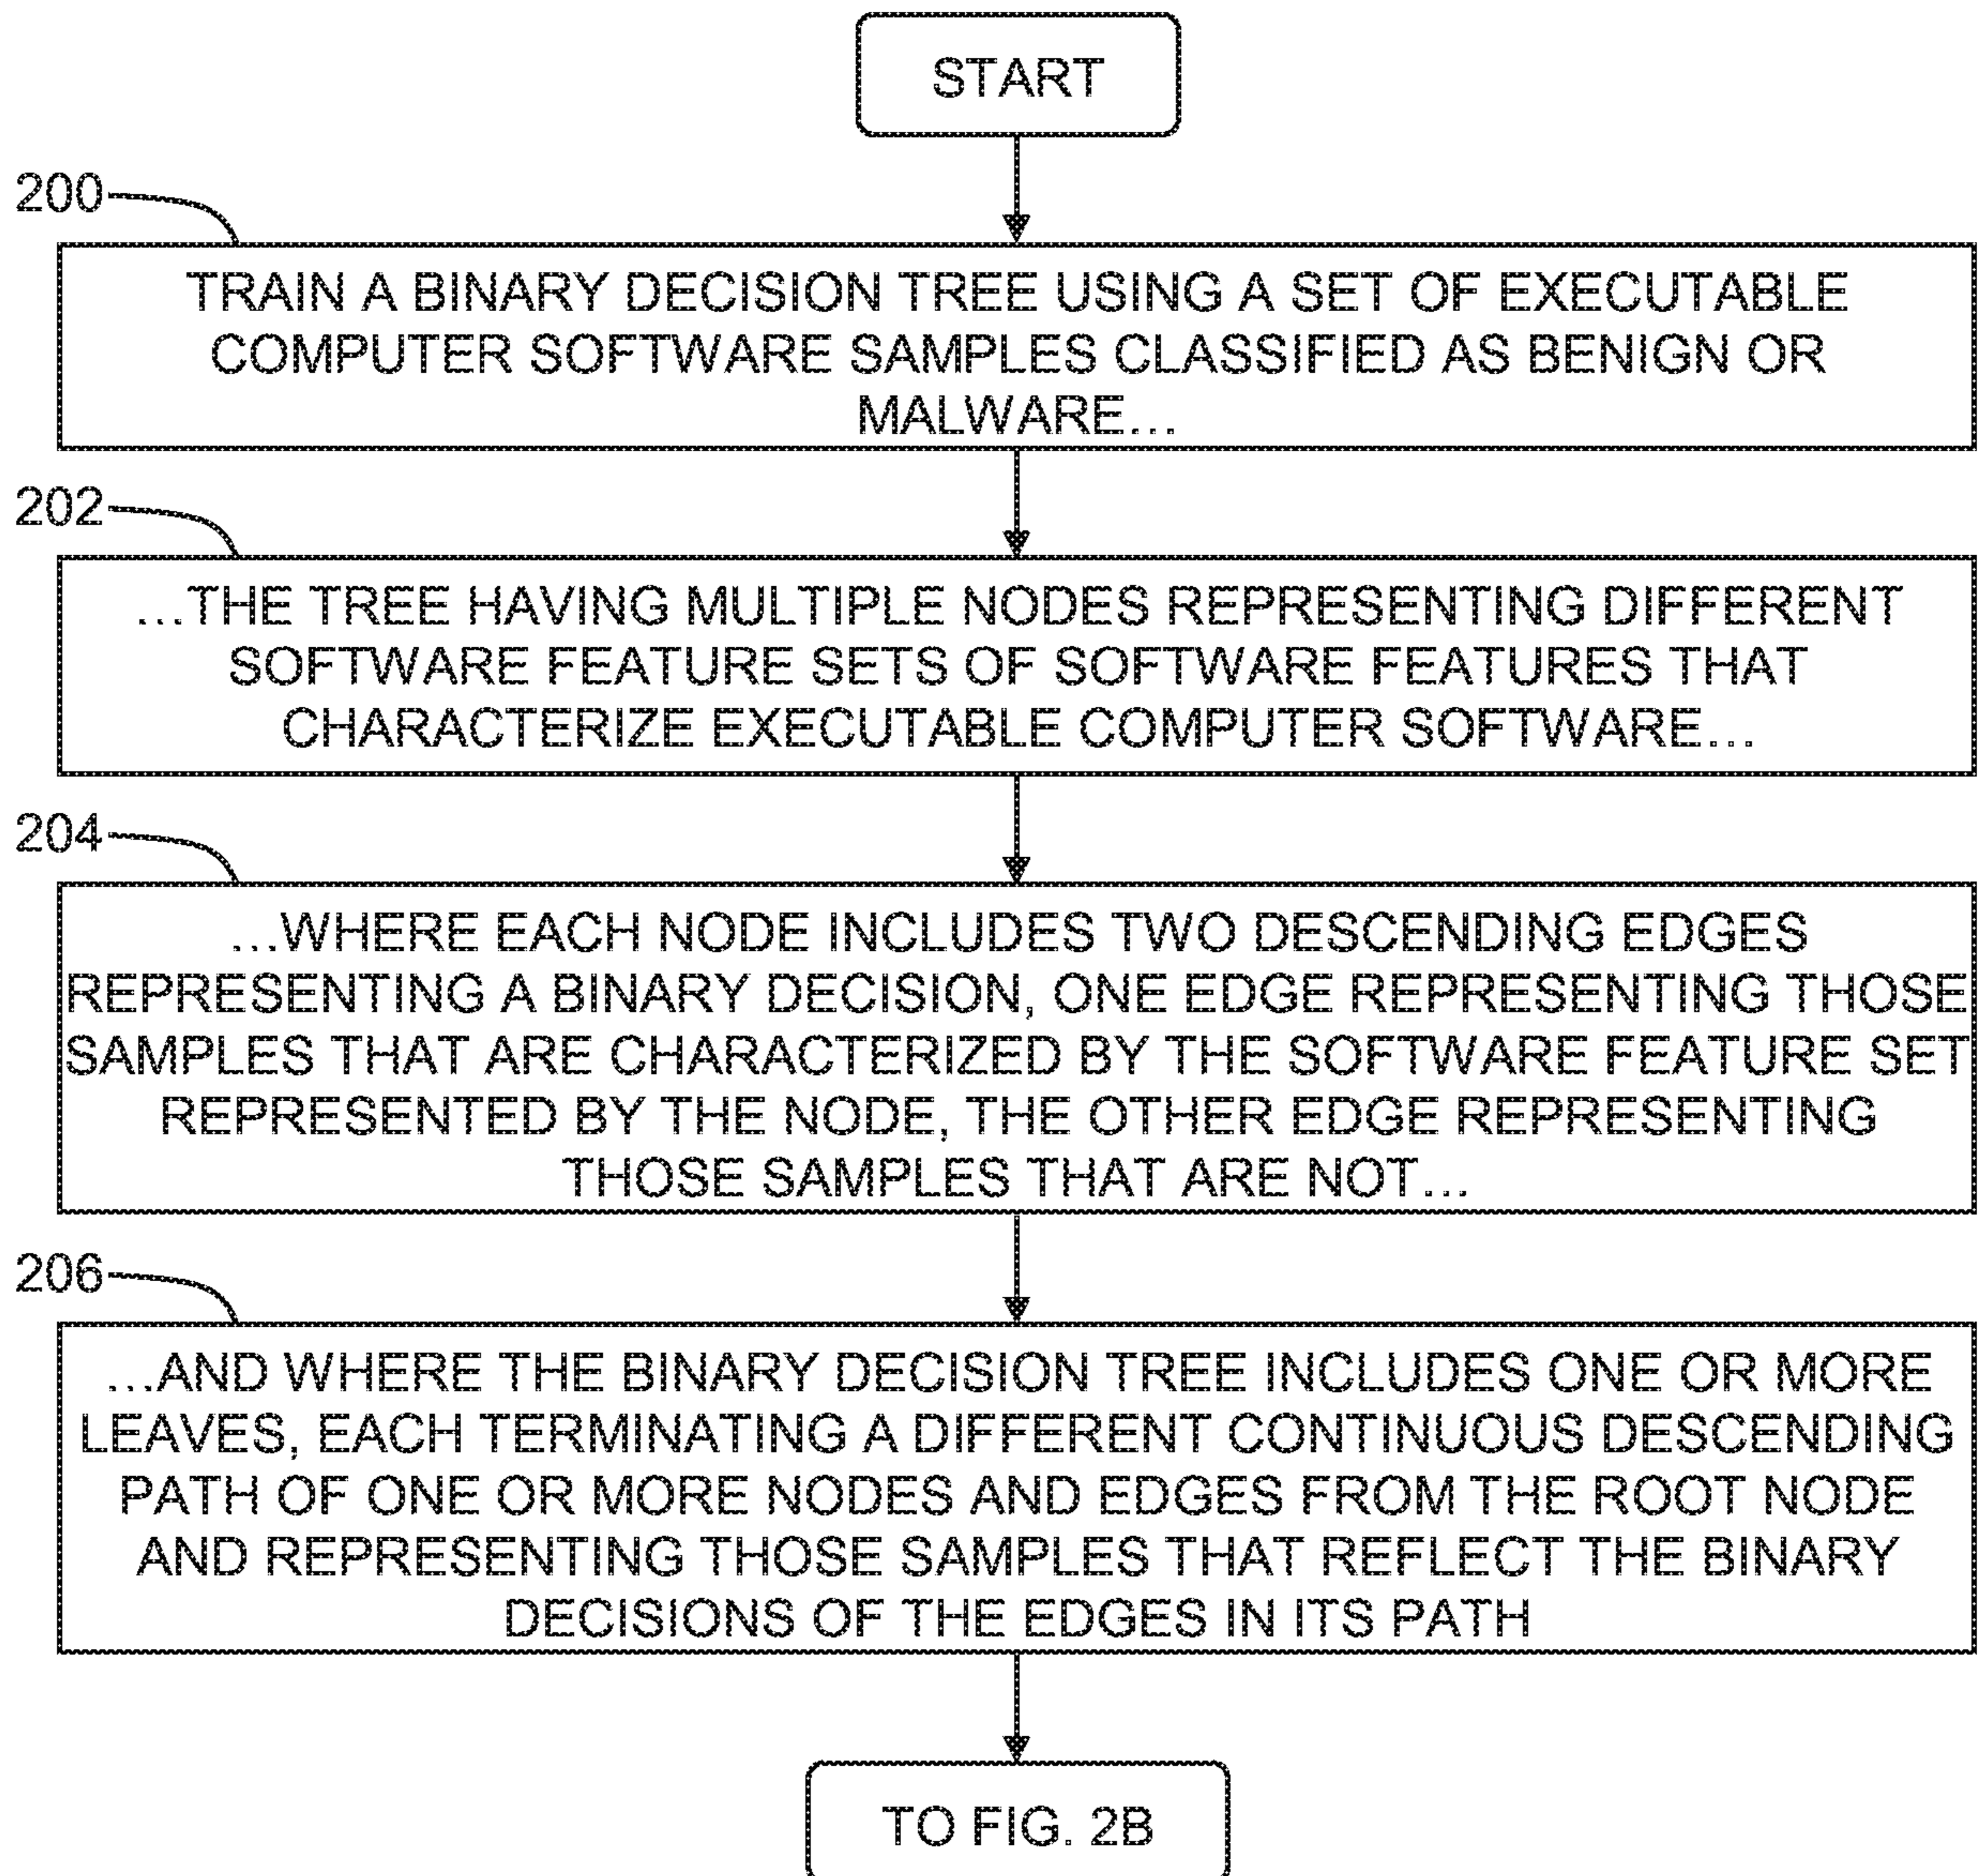 START
200
TRAIN A BINARY DECISION TREE USING A SET OF EXECUTABLE
COMPUTER SOFTWARE SAMPLES CLASSIFIED AS BENIGN OR
MALWARE...
202
...THE TREE HAVING MULTIPLE NODES REPRESENTING DIFFERENT
SOFTWARE FEATURE SETS OF SOFTWARE FEATURES THAT
CHARACTERIZE EXECUTABLE COMPUTER SOFTWARE...
204
...WHERE EACH NODE INCLUDES TWO DESCENDING EDGES
REPRESENTING A BINARY DECISION, ONE EDGE REPRESENTING THOSE
SAMPLES THAT ARE CHARACTERIZED BY THE SOFTWARE FEATURE SET
REPRESENTED BY THE NODE, THE OTHER EDGE REPRESENTING
THOSE SAMPLES THAT ARE NOT...
206
...AND WHERE THE BINARY DECISION TREE INCLUDES ONE OR MORE
LEAVES, EACH TERMINATING A DIFFERENT CONTINUOUS DESCENDING
PATH OF ONE OR MORE NODES AND EDGES FROM THE ROOT NODE
AND REPRESENTING THOSE SAMPLES THAT REFLECT THE BINARY
DECISIONS OF THE EDGES IN ITS PATH
TO FIG. 2B